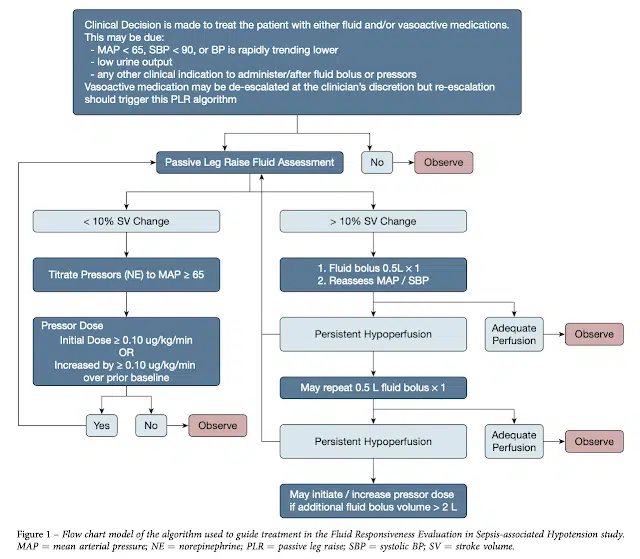 Clinical Decision is made to treat the patient with either fluid and/or vasoactive medications.
This may be due:
- MAP < 65, SBP < 90, or BP is rapidly trending lower
- low urine output
- any other clinical indication to administer/after fluid bolus or pressors
Vasoactive medication may be de-escalated at the clinician's discretion but re-escalation
should trigger this PLR algorithm
Passive Leg Raise Fluid Assessment
No
Observe
< 10% SV Change
> 10% SV Change
Titrate Pressors (NE) to MAP ≥ 65
1. Fluid bolus 0.5L × 1
2. Reassess MAP / SBP
Pressor Dose
Initial Dose ≥ 0.10 ug/kg/min
OR
Increased by ≥ 0.10 ug/kg/min
over prior baseline
Persistent Hypoperfusion
Adequate
Perfusion
Observe
May repeat 0.5 L fluid bolus × 1
Yes
No
Observe
Persistent Hypoperfusion
Adequate
Perfusion
Observe
May initiate / increase pressor dose
if additional fluid bolus volume > 2 L
Figure 1 – Flow chart model of the algorithm used to guide treatment in the Fluid Responsiveness Evaluation in Sepsis-associated Hypotension study.
MAP = mean arterial pressure; NE = norepinephrine; PLR = passive leg raise; SBP = systolic BP; SV = stroke volume.